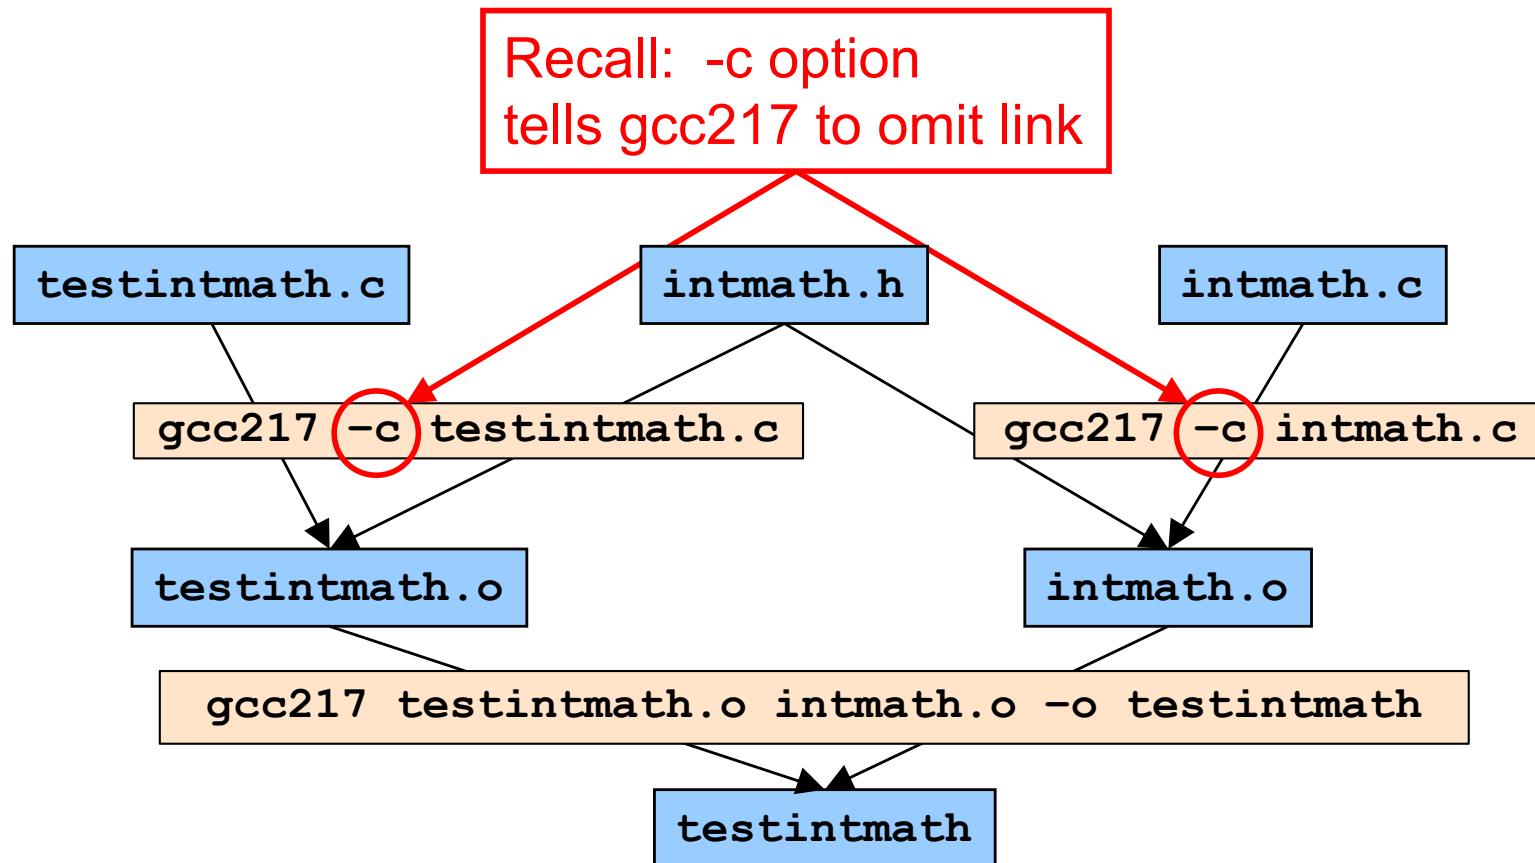 Recall:  -c option
tells gcc217 to omit link
testintmath.c
intmath.h
intmath.c
gcc217 –c testintmath.c
gcc217 –c intmath.c
testintmath.o
intmath.o
gcc217 testintmath.o intmath.o –o testintmath
testintmath